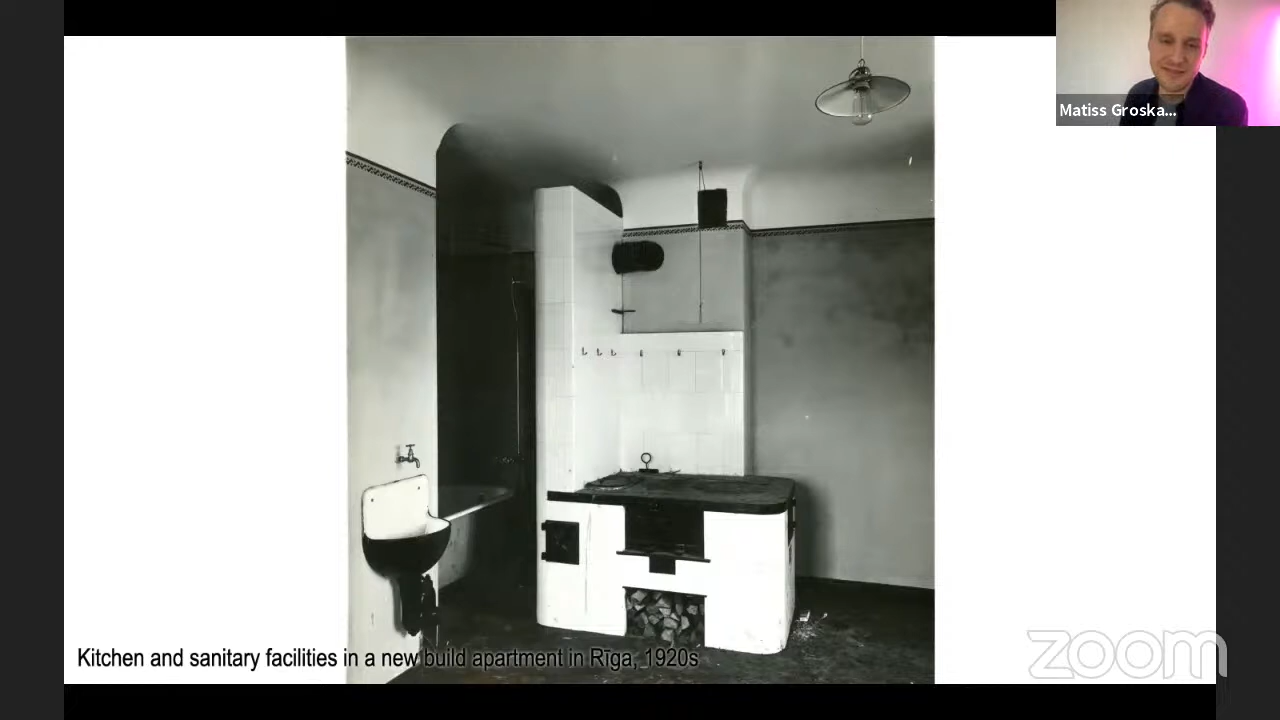 Matiss Groska...
Kitchen and sanitary facilities in a new build apartment in Rīga, 1920s
zoom